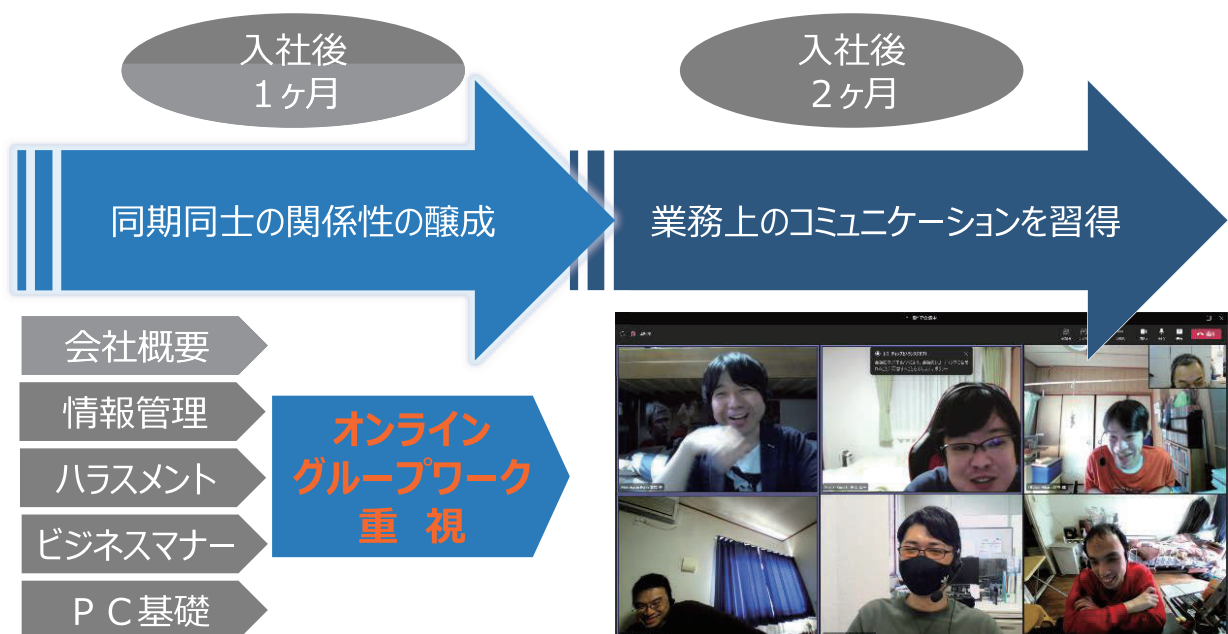 入社後
1ヶ月
入社後
2ヶ月
同期同士の関係性の醸成
業務上のコミュニケーションを習得
会社概要
情報管理
ハラスメント
ビジネスマナー
PC基礎
オンライン
グループワーク
重 視